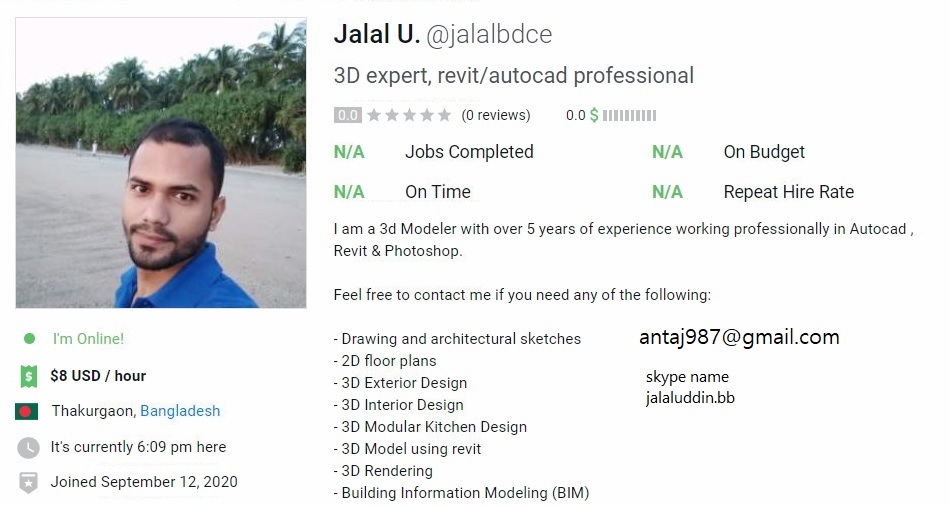 Jalal U. @jalalbdce
3D expert, revit/autocad professional
0.0 (0 reviews) 0.0 $
N/A Jobs Completed N/A On Budget
N/A On Time N/A Repeat Hire Rate
I am a 3d Modeler with over 5 years of experience working professionally in Autocad ,
Revit & Photoshop.
Feel free to contact me if you need any of the following:
- Drawing and architectural sketches
- 2D floor plans
- 3D Exterior Design
- 3D Interior Design
- 3D Modular Kitchen Design
- 3D Model using revit
- 3D Rendering
- Building Information Modeling (BIM)
antaj987@gmail.com
skype name
jalaluddin.bb
I'm Online!
$ $8 USD / hour
Thakurgaon, Bangladesh
It's currently 6:09 pm here
Joined September 12, 2020